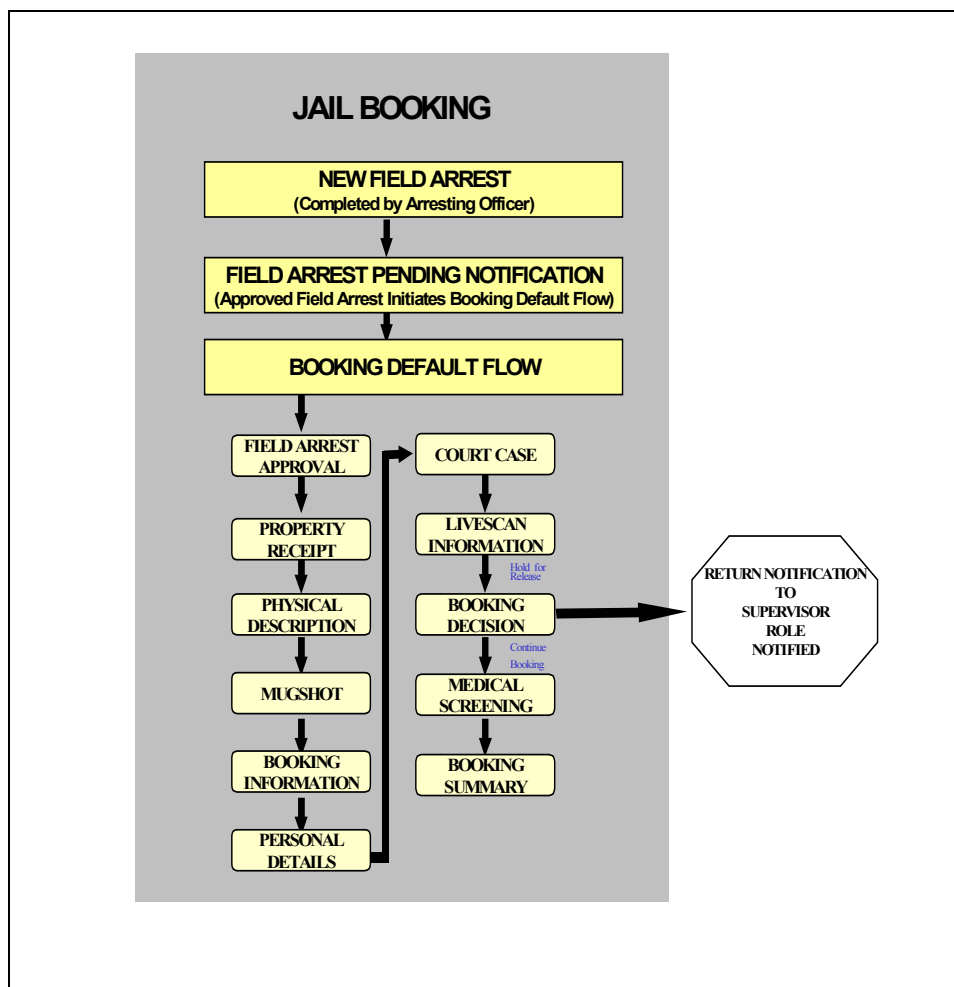 JAIL BOOKING
NEW FIELD ARREST
(Completed by Arresting Officer)
FIELD ARREST PENDING NOTIFICATION
(Approved Field Arrest Initiates Booking Default Flow)
BOOKING DEFAULT FLOW
FIELD ARREST
APPROVAL
PROPERTY
RECEIPT
PHYSICAL
DESCRIPTION
MUGSHOT
BOOKING
INFORMATION
PERSONAL
DETAILS
COURT CASE
LIVESCAN
INFORMATION
Hold for
Release
BOOKING
DECISION
Continue
Booking
MEDICAL
SCREENING
BOOKING
SUMMARY
RETURN NOTIFICATION
TO
SUPERVISOR
ROLE
NOTIFIED